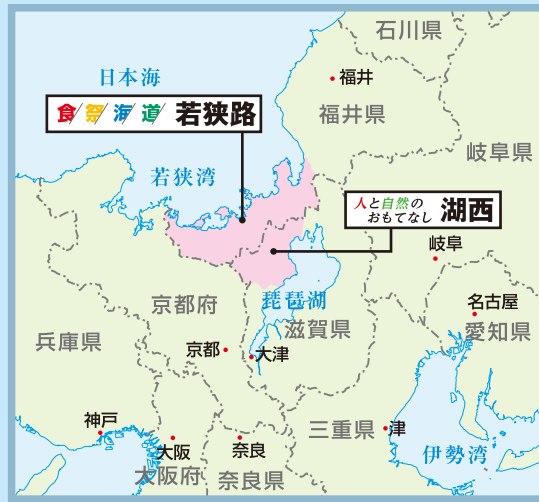 石川県
日本海
福井
食/祭/海/道/ 若狭路
福井県
岐阜県
若狭湾
人と自然の
おもてなし 湖西
岐阜
琵琶湖
名古屋
京都府
滋賀県
愛知県
兵庫県
京都
大津
神戸
三重県
津
大阪
奈良
伊勢湾
大阪府
奈良県